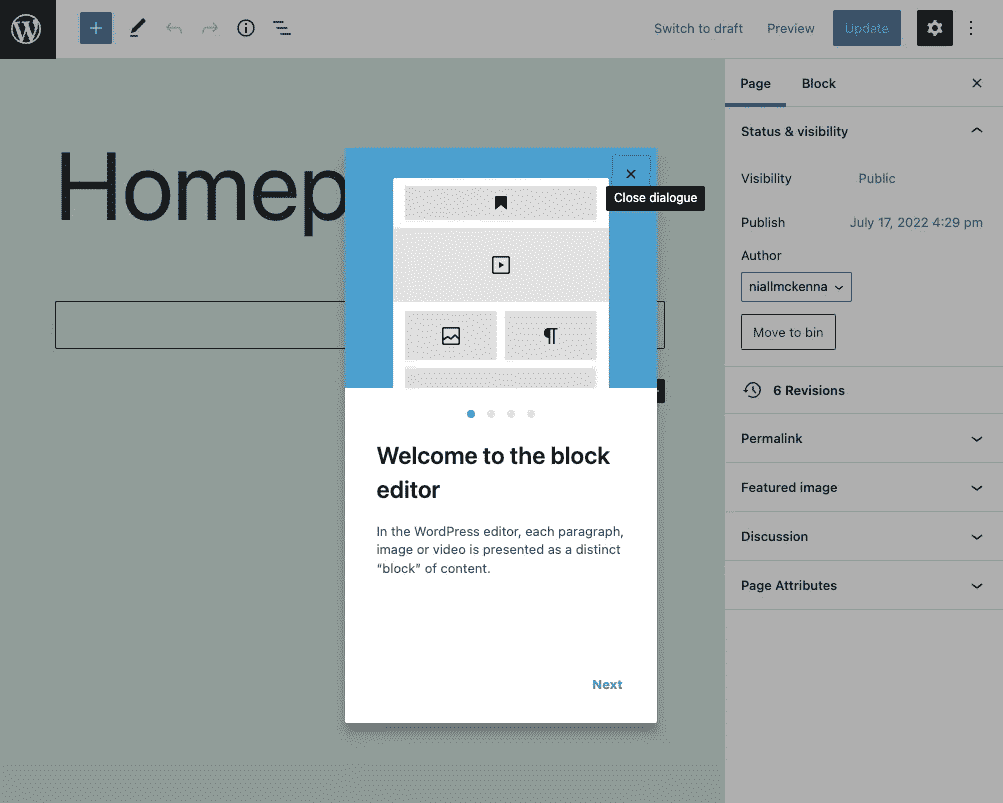 Switch to draft
Preview
Update
Page
Block
Status & visibility
Visibility
Public
Publish
July 17, 2022 4:29 pm
Author
niallmckenna
Move to bin
6 Revisions
Permalink
Featured image
Discussion
Page Attributes
Homep
Close dialogue
Welcome to the block
editor
In the WordPress editor, each paragraph,
image or video is presented as a distinct
“block” of content.
Next